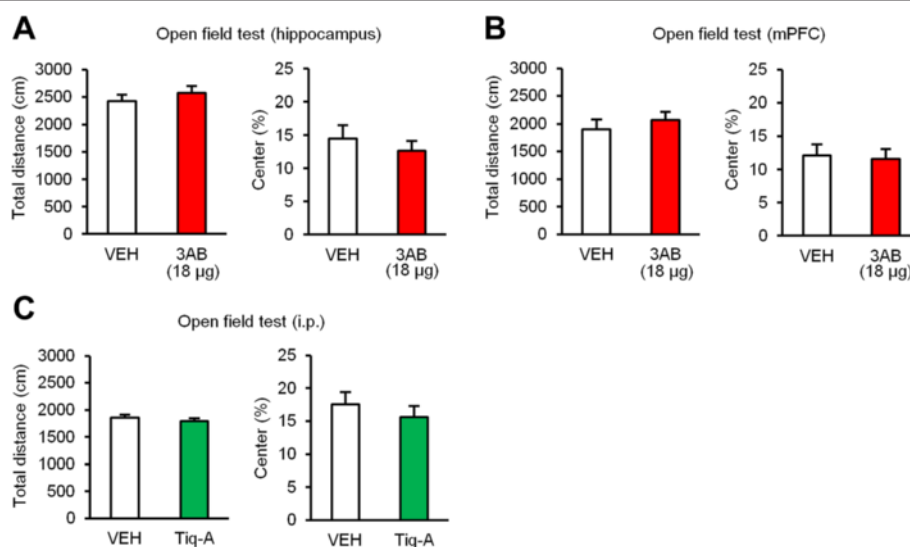 A
Open field test (hippocampus)
Total distance (cm)
3000
2500
2000
1500
1000
500
0
VEH
3AB
(18 µg)
Center (%)
25
20
15
10
5
0
VEH
3AB
(18 µg)
B
Open field test (mPFC)
Total distance (cm)
3000
2500
2000
1500
1000
500
0
VEH
3AB
(18 µg)
Center (%)
25
20
15
10
5
0
VEH
3AB
(18 µg)
C
Open field test (i.p.)
Total distance (cm)
3000
2500
2000
1500
1000
500
0
VEH
Tiq-A
Center (%)
25
20
15
10
5
0
VEH
Tiq-A